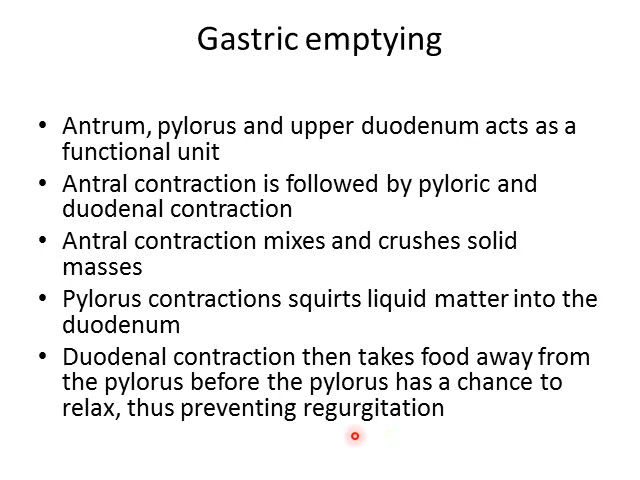 Gastric emptying
• Antrum, pylorus and upper duodenum acts as a
functional unit
• Antral contraction is followed by pyloric and
duodenal contraction
• Antral contraction mixes and crushes solid
masses
• Pylorus contractions squirts liquid matter into the
duodenum
• Duodenal contraction then takes food away from
the pylorus before the pylorus has a chance to
relax, thus preventing regurgitation